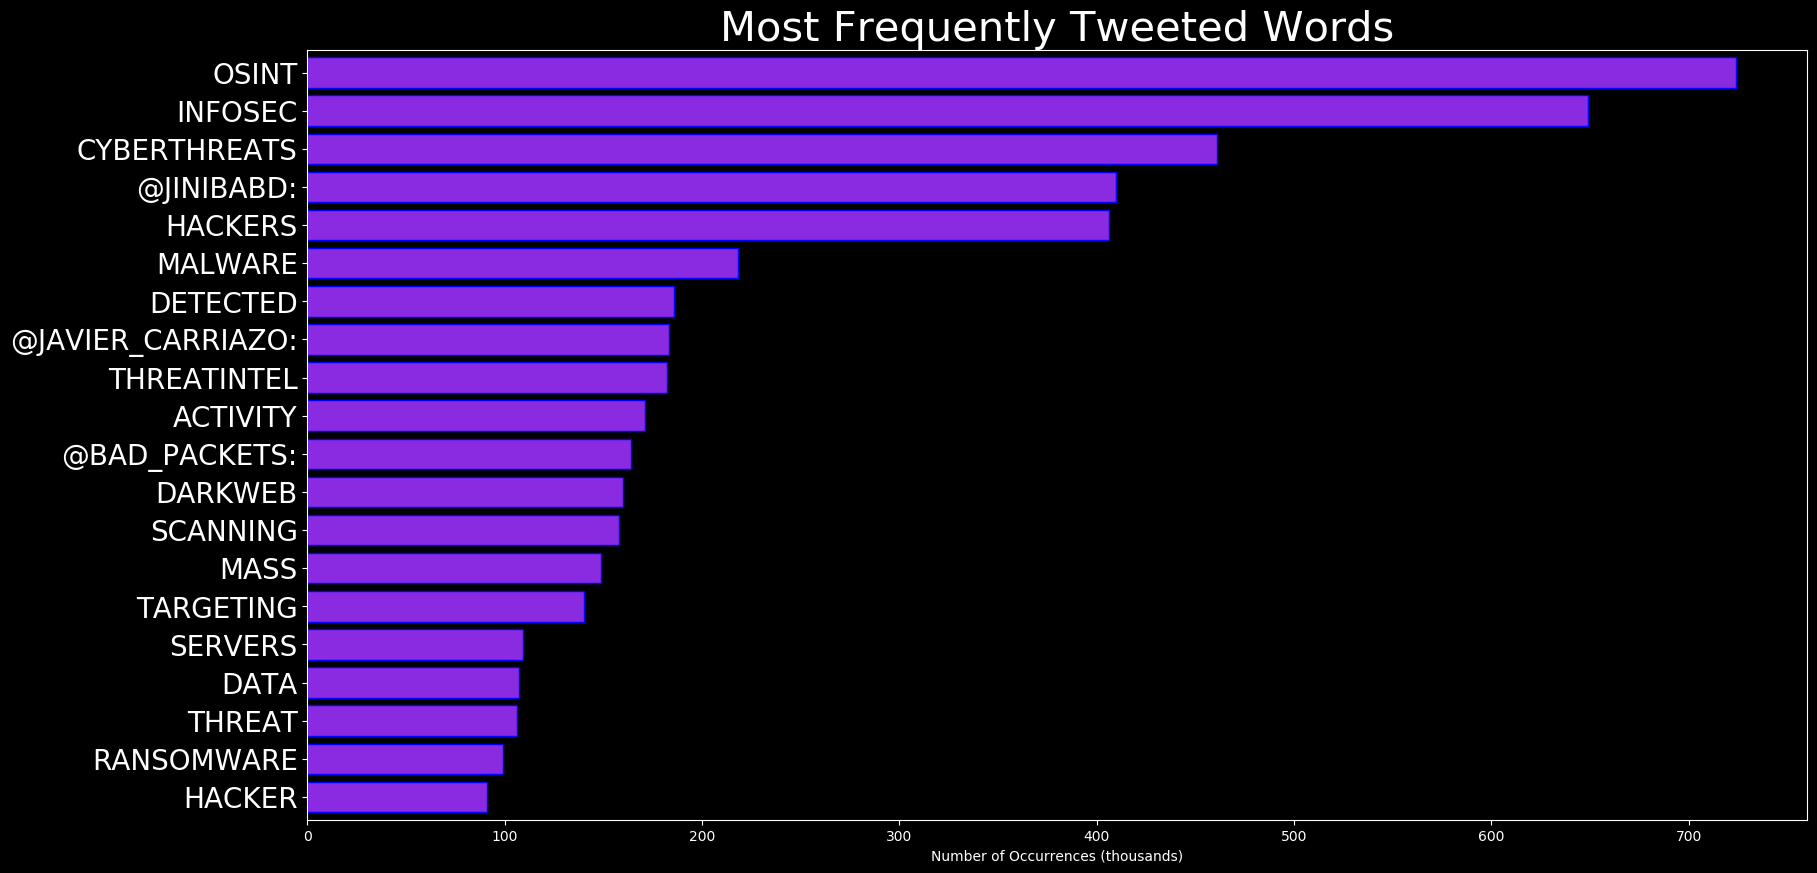 Most Frequently Tweeted Words
OSINT
INFOSEC
CYBERTHREATS
@JINIBABD:
HACKERS
MALWARE
DETECTED
@JAVIER_CARRIAZO:
THREATINTEL
ACTIVITY
@BAD_PACKETS:
DARKWEB
SCANNING
MASS
TARGETING
SERVERS
DATA
THREAT
RANSOMWARE
HACKER
0 100 200 300 400 500 600 700
Number of Occurrences (thousands)